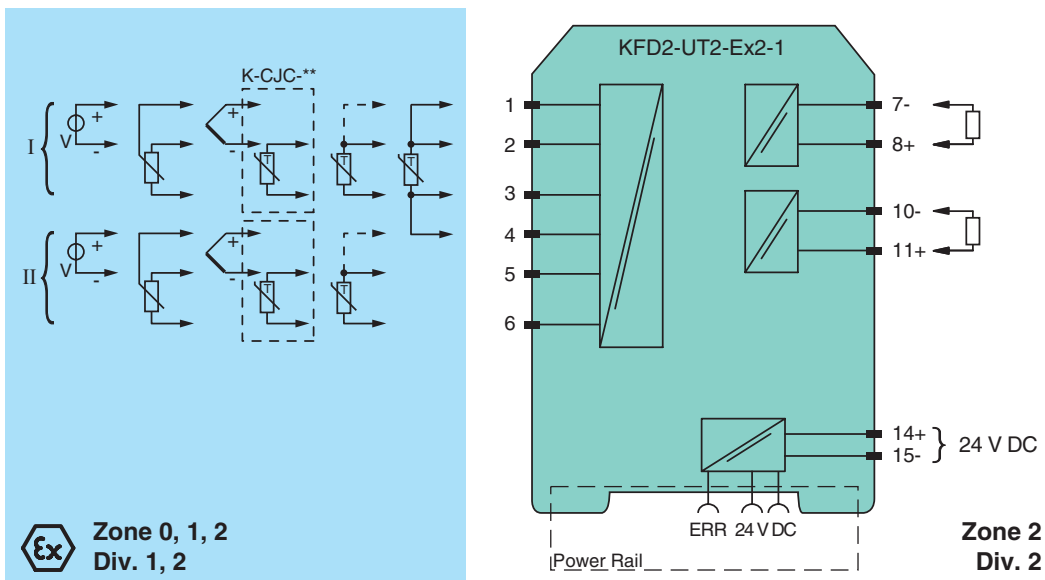 KFD2-UT2-Ex2-1
K-CJC-**
I
V
+
-
+
T
T
T
II
V
+
-
+
-
T
T
1
2
3
4
5
6
7-
8+
10-
11+
14+
15-
24 V DC
ERR 24 V DC
Power Rail
Ex
Zone 0, 1, 2
Div. 1, 2
Zone 2
Div. 2